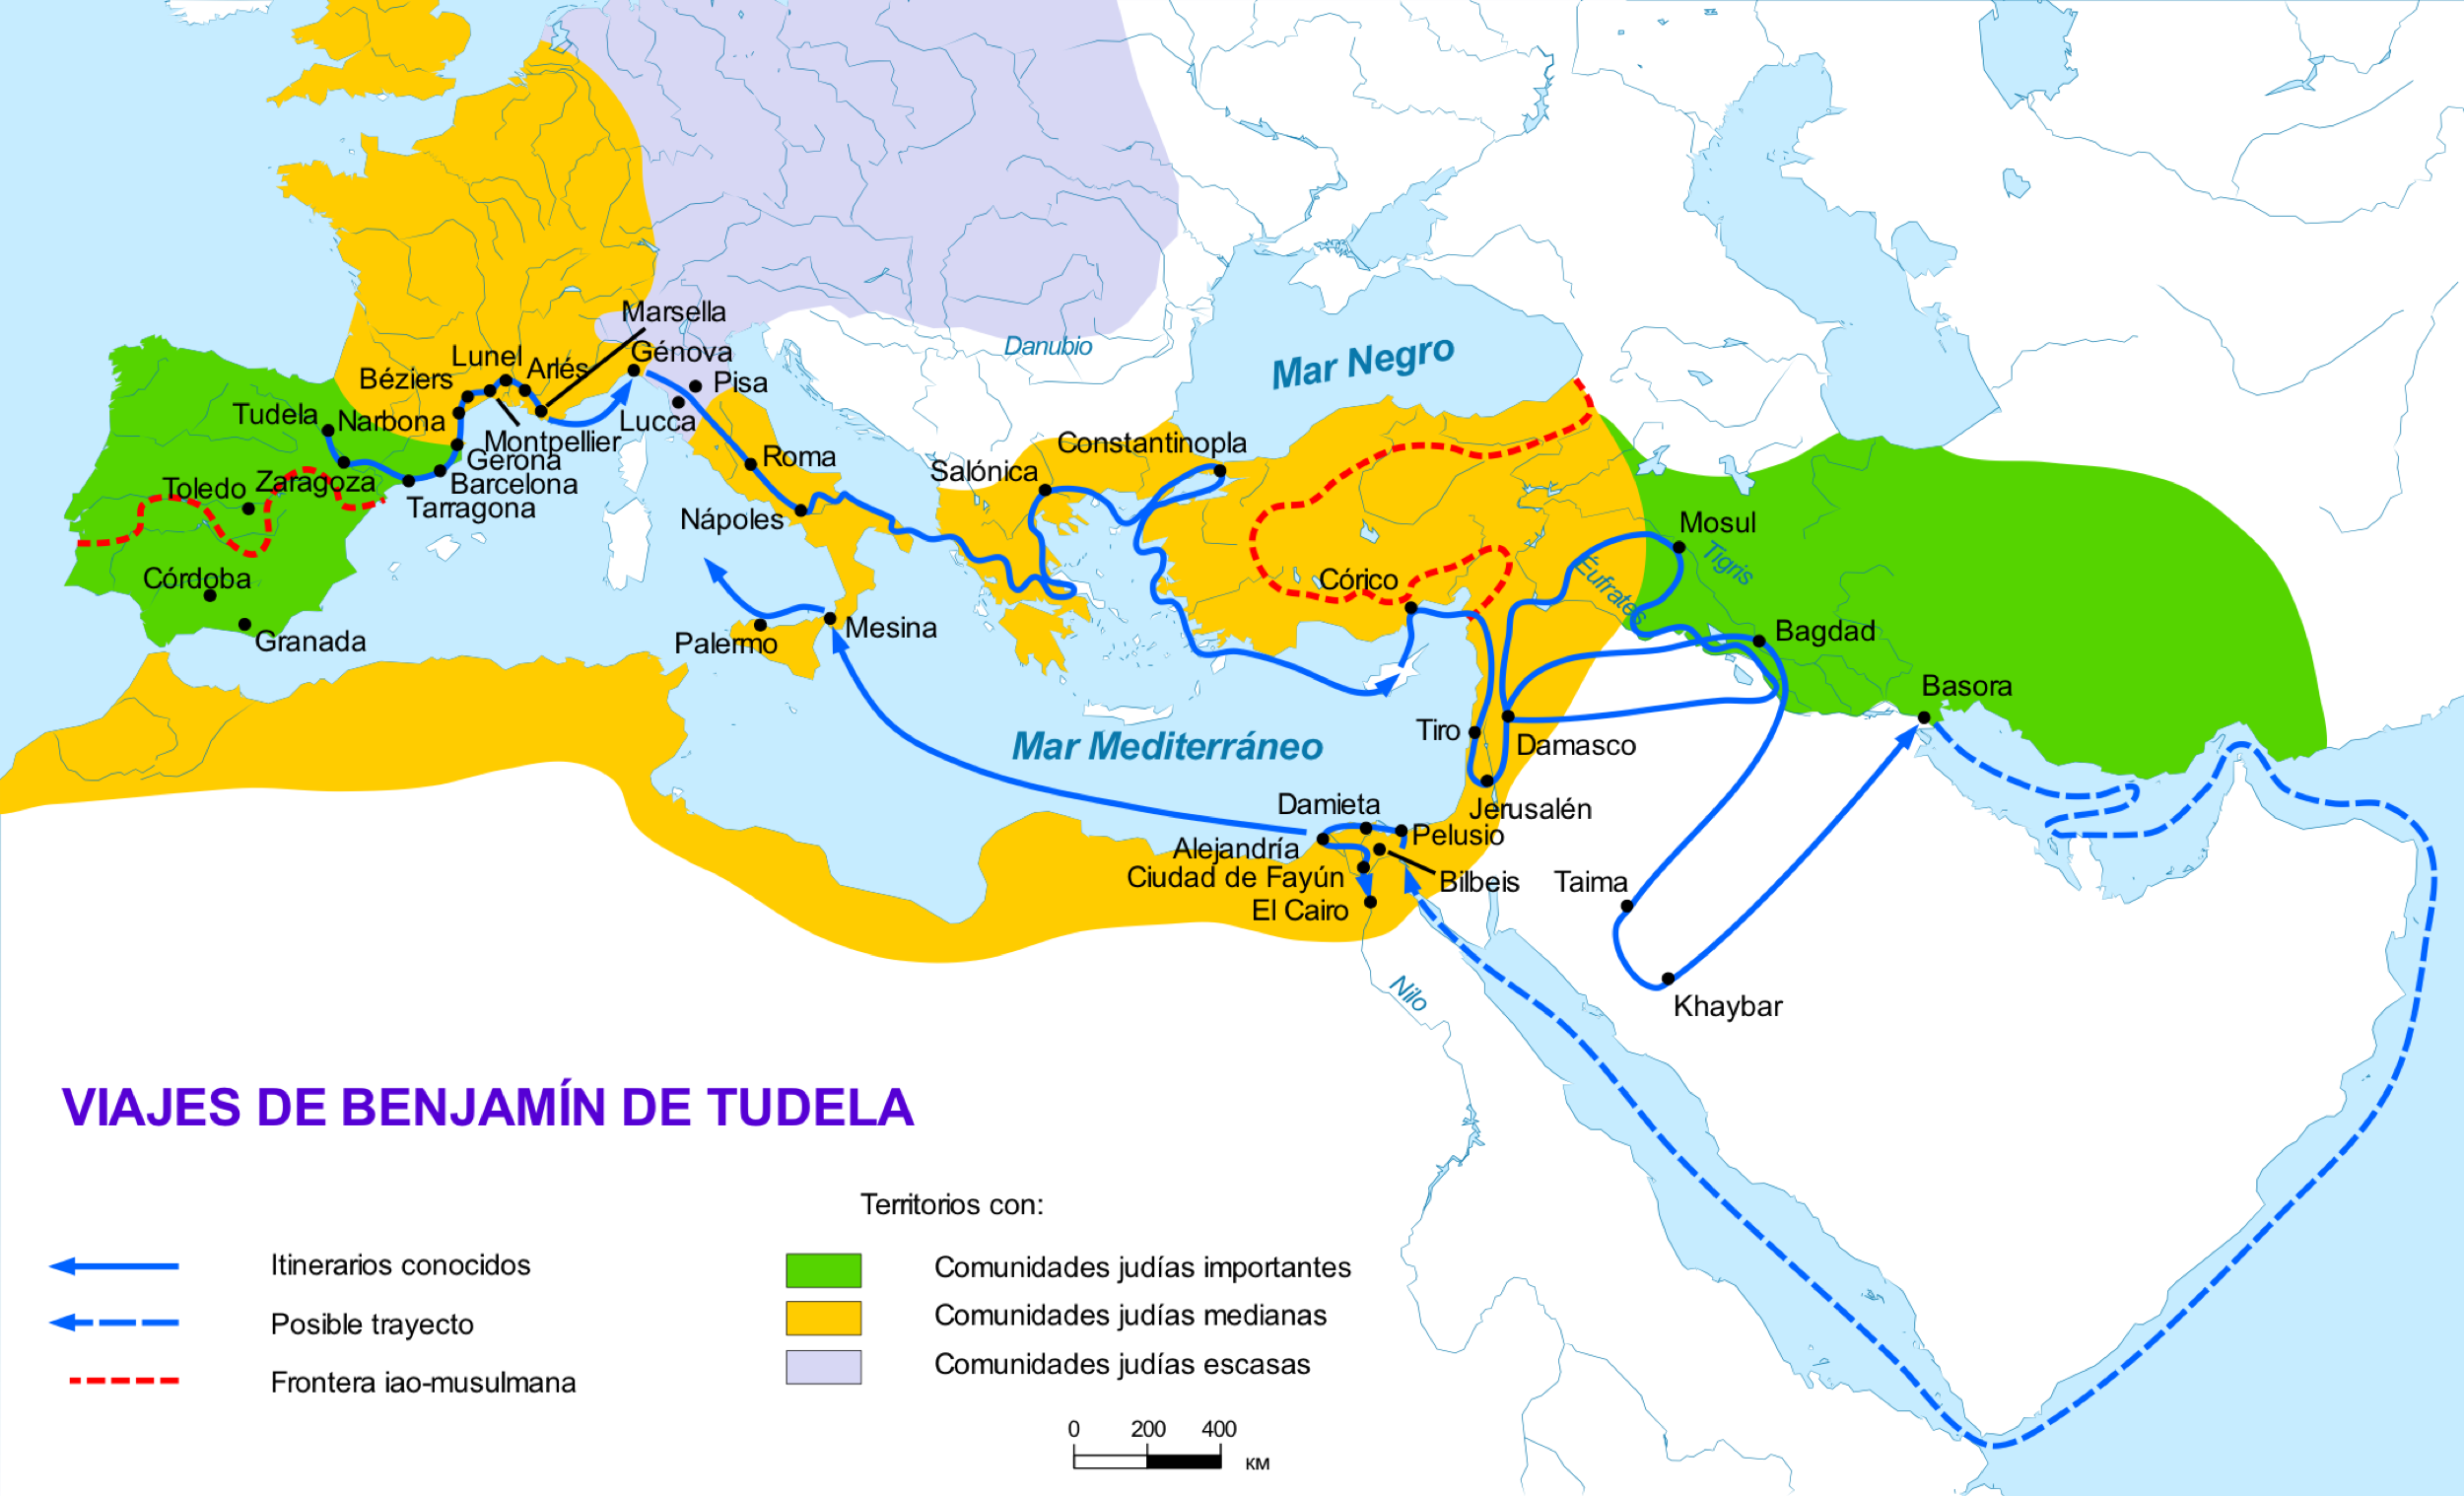 Marsella
Mar Negro
Danubio
Génova
Lunel
Arlés
Béziers
Pisa
Tudela
Narbona
Lucca
Montpellier
Constantinopla
Gerona
Roma
Salónica
Toledo
Zaragoza
Barcelona
Tarragona
Nápoles
Mosul
Tigris
Córdoba
Córico
Éufrates
Granada
Palermo
Mesina
Bagdad
Basora
Mar Mediterráneo
Tiro
Damasco
Damieta
Jerusalén
Alejandría
Pelusio
Ciudad de Fayún
Bilbeis
Taima
El Cairo
Nilo
Khaybar
VIAJES DE BENJAMÍN DE TUDELA
Territorios con:
Itinerarios conocidos
Comunidades judías importantes
Posible trayecto
Comunidades judías medianas
Frontera iao-musulmana
Comunidades judías escasas
0 200 400
км